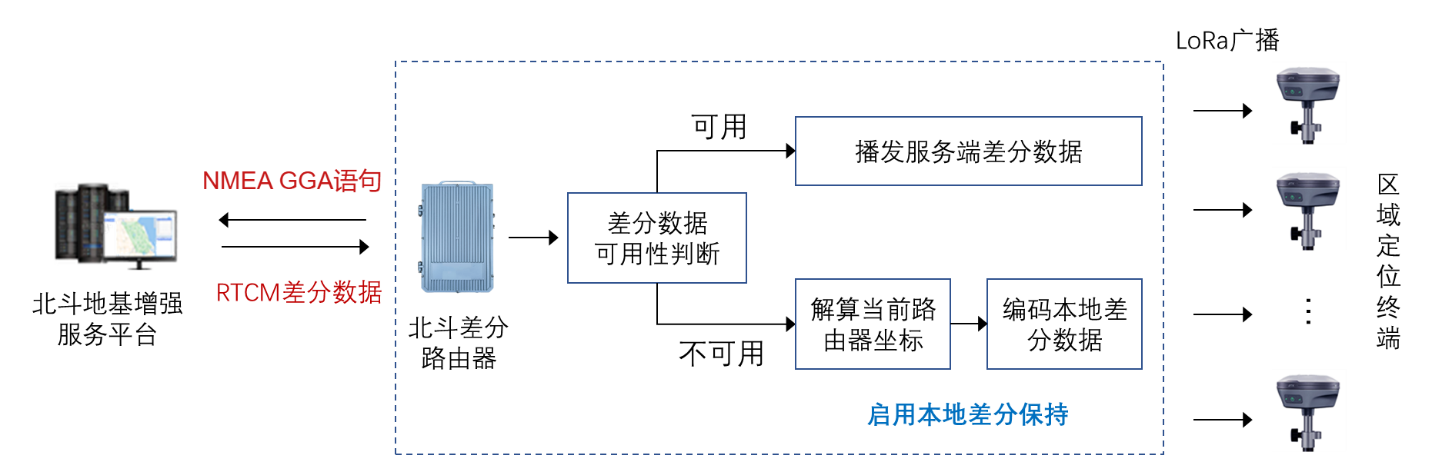 LoRa广播
可用
播发服务端差分数据
NMEA GGA语句
差分数据
可用性判断
RTCM差分数据
北斗地基增强
服务平台
北斗差分
路由器
不可用
解算当前路
由器坐标
编码本地差
分数据
启用本地差分保持
区域定位终端
⋮